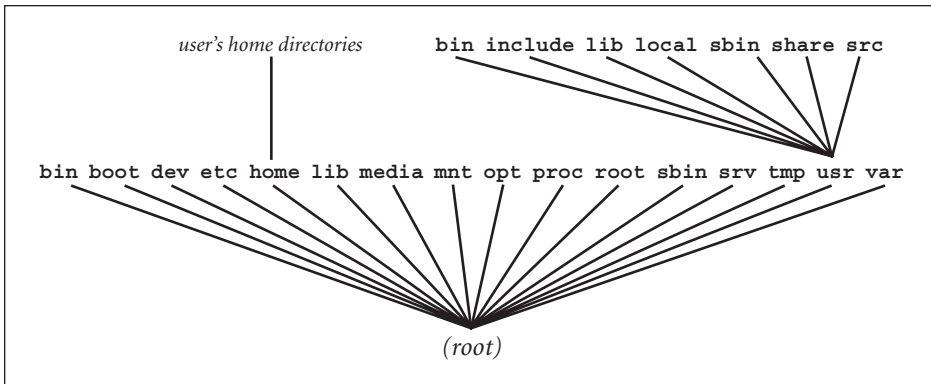 user's home directories
bin include lib local sbin share src
bin boot dev etc home lib media mnt opt proc root sbin srv tmp usr var
(root)